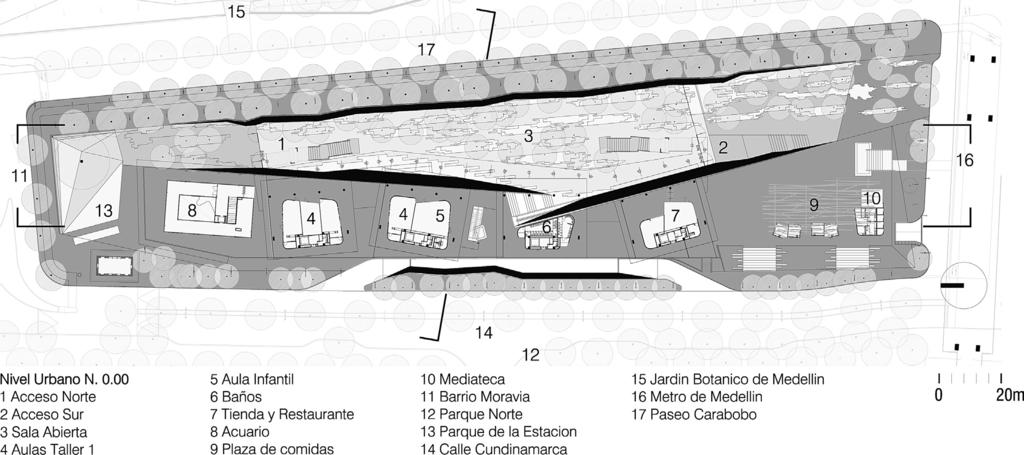 15
17
1
3
2
16
11
13
8
4
4
5
6
7
9
10
14
12
Nivel Urbano N. 0.00
1 Acceso Norte
2 Acceso Sur
3 Sala Abierta
4 Aulas Taller 1
5 Aula Infantil
6 Baños
7 Tienda y Restaurante
8 Acuario
9 Plaza de comidas
10 Mediateca
11 Barrio Moravia
12 Parque Norte
13 Parque de la Estacion
14 Calle Cundinamarca
15 Jardin Botanico de Medellin
16 Metro de Medellin
17 Paseo Carabobo
0 20m